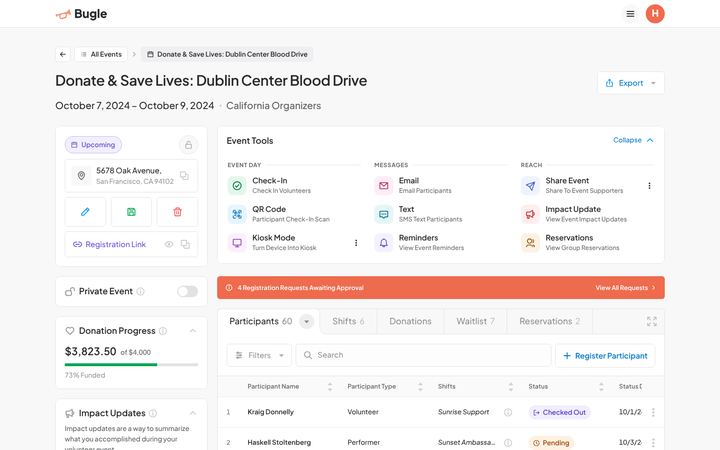 Bugle
H
All Events
Donate & Save Lives: Dublin Center Blood Drive
Donate & Save Lives: Dublin Center Blood Drive
Export
October 7, 2024 – October 9, 2024 · California Organizers
Upcoming
5678 Oak Avenue,
San Francisco, CA 94102
Registration Link
Private Event
Donation Progress
$3,823.50 of $4,000
73% Funded
Impact Updates
Impact updates are a way to summarize
what you accomplished during your
volunteer event.
Event Tools
Collapse
EVENT DAY
MESSAGES
REACH
Check-In
Check In Volunteers
Email
Email Participants
Share Event
Share To Event Supporters
QR Code
Participant Check-In Scan
Text
SMS Text Participants
Impact Update
View Event Impact Updates
Kiosk Mode
Turn Device Into Kiosk
Reminders
View Event Reminders
Reservations
View Group Reservations
4 Registration Requests Awaiting Approval
View All Requests
Participants 60
Shifts 6
Donations
Waitlist 7
Reservations 2
Filters
Search
+ Register Participant
Participant Name
Participant Type
Shifts
Status
Status D
1 Kraig Donnelly Volunteer Sunrise Support Checked Out 10/1/2
2 Haskell Stoltenberg Performer Sunset Ambassa... Pending 10/3/2